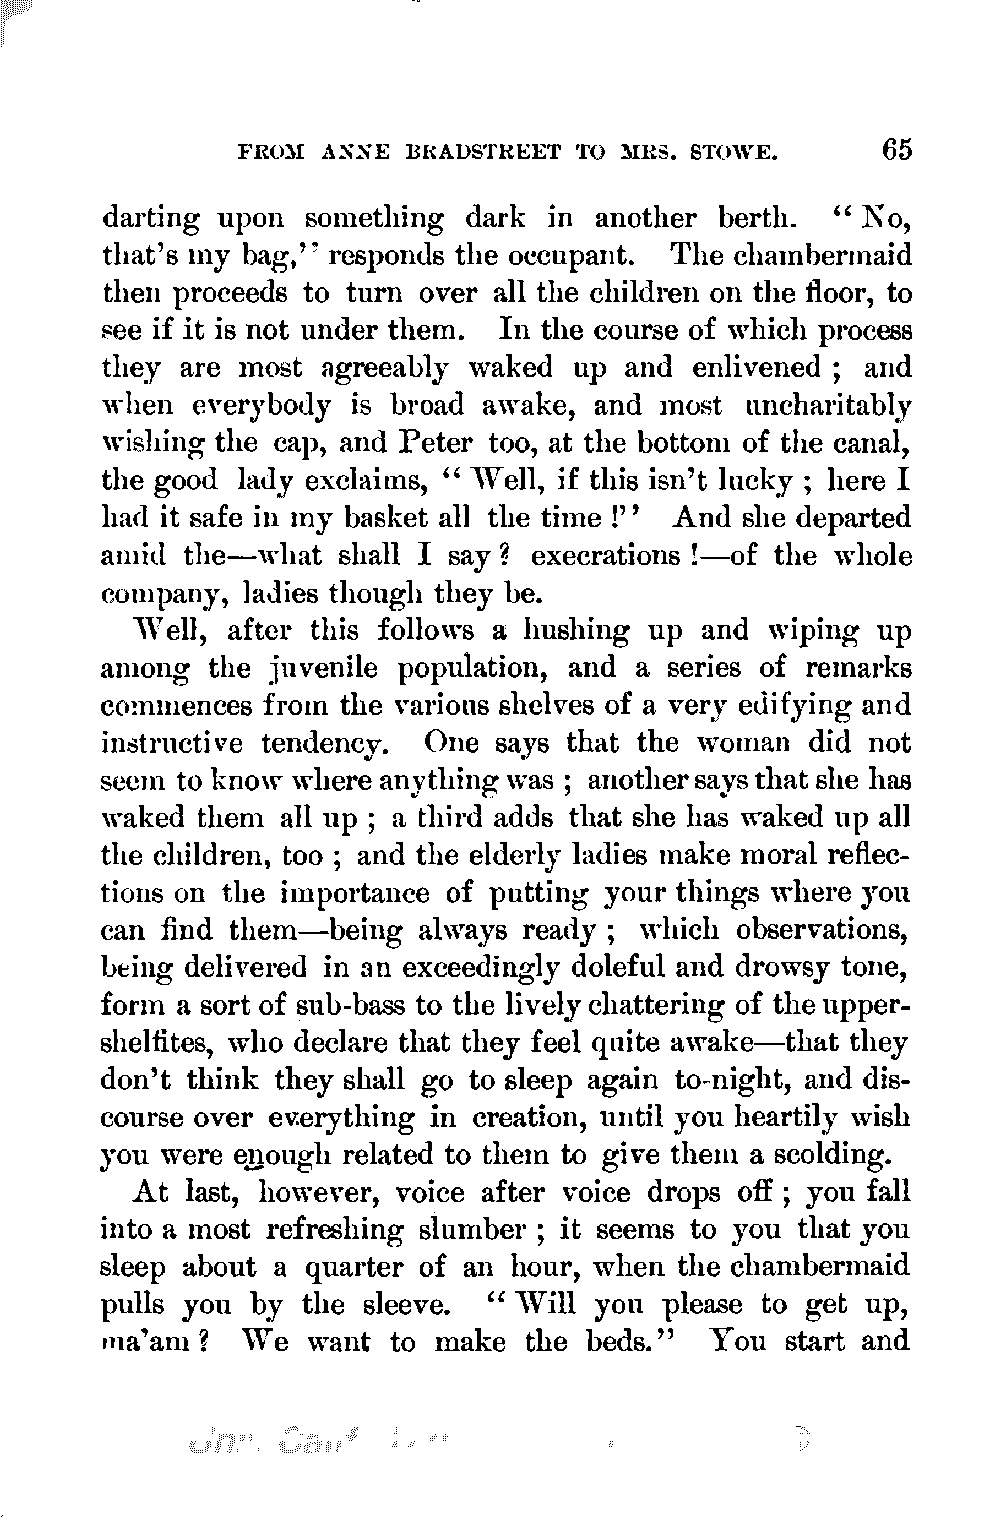 FROM ANNE BRADSTREET TO MRS. STOWE. 65
darting upon something dark in another berth. “ No,
that's my bag,'' responds the occupant. The chambermaid
then proceeds to turn over all the children on the floor, to
see if it is not under them. In the course of which process
they are most agreeably waked up and enlivened ; and
when everybody is broad awake, and most uncharitably
wishing the cap, and Peter too, at the bottom of the canal,
the good lady exclaims, “ Well, if this isn't lucky ; here I
had it safe in my basket all the time !'' And she departed
amid the—what shall I say ? execrations !—of the whole
company, ladies though they be.
Well, after this follows a hushing up and wiping up
among the juvenile population, and a series of remarks
commences from the various shelves of a very edifying and
instructive tendency. One says that the woman did not
seem to know where anything was ; another says that she has
waked them all up ; a third adds that she has waked up all
the children, too ; and the elderly ladies make moral reflec-
tions on the importance of putting your things where you
can find them—being always ready ; which observations,
being delivered in an exceedingly doleful and drowsy tone,
form a sort of sub-bass to the lively chattering of the upper-
shelfites, who declare that they feel quite awake—that they
don't think they shall go to sleep again to-night, and dis-
course over everything in creation, until you heartily wish
you were enough related to them to give them a scolding.
At last, however, voice after voice drops off ; you fall
into a most refreshing slumber ; it seems to you that you
sleep about a quarter of an hour, when the chambermaid
pulls you by the sleeve. “ Will you please to get up,
ma'am ? We want to make the beds.” You start and